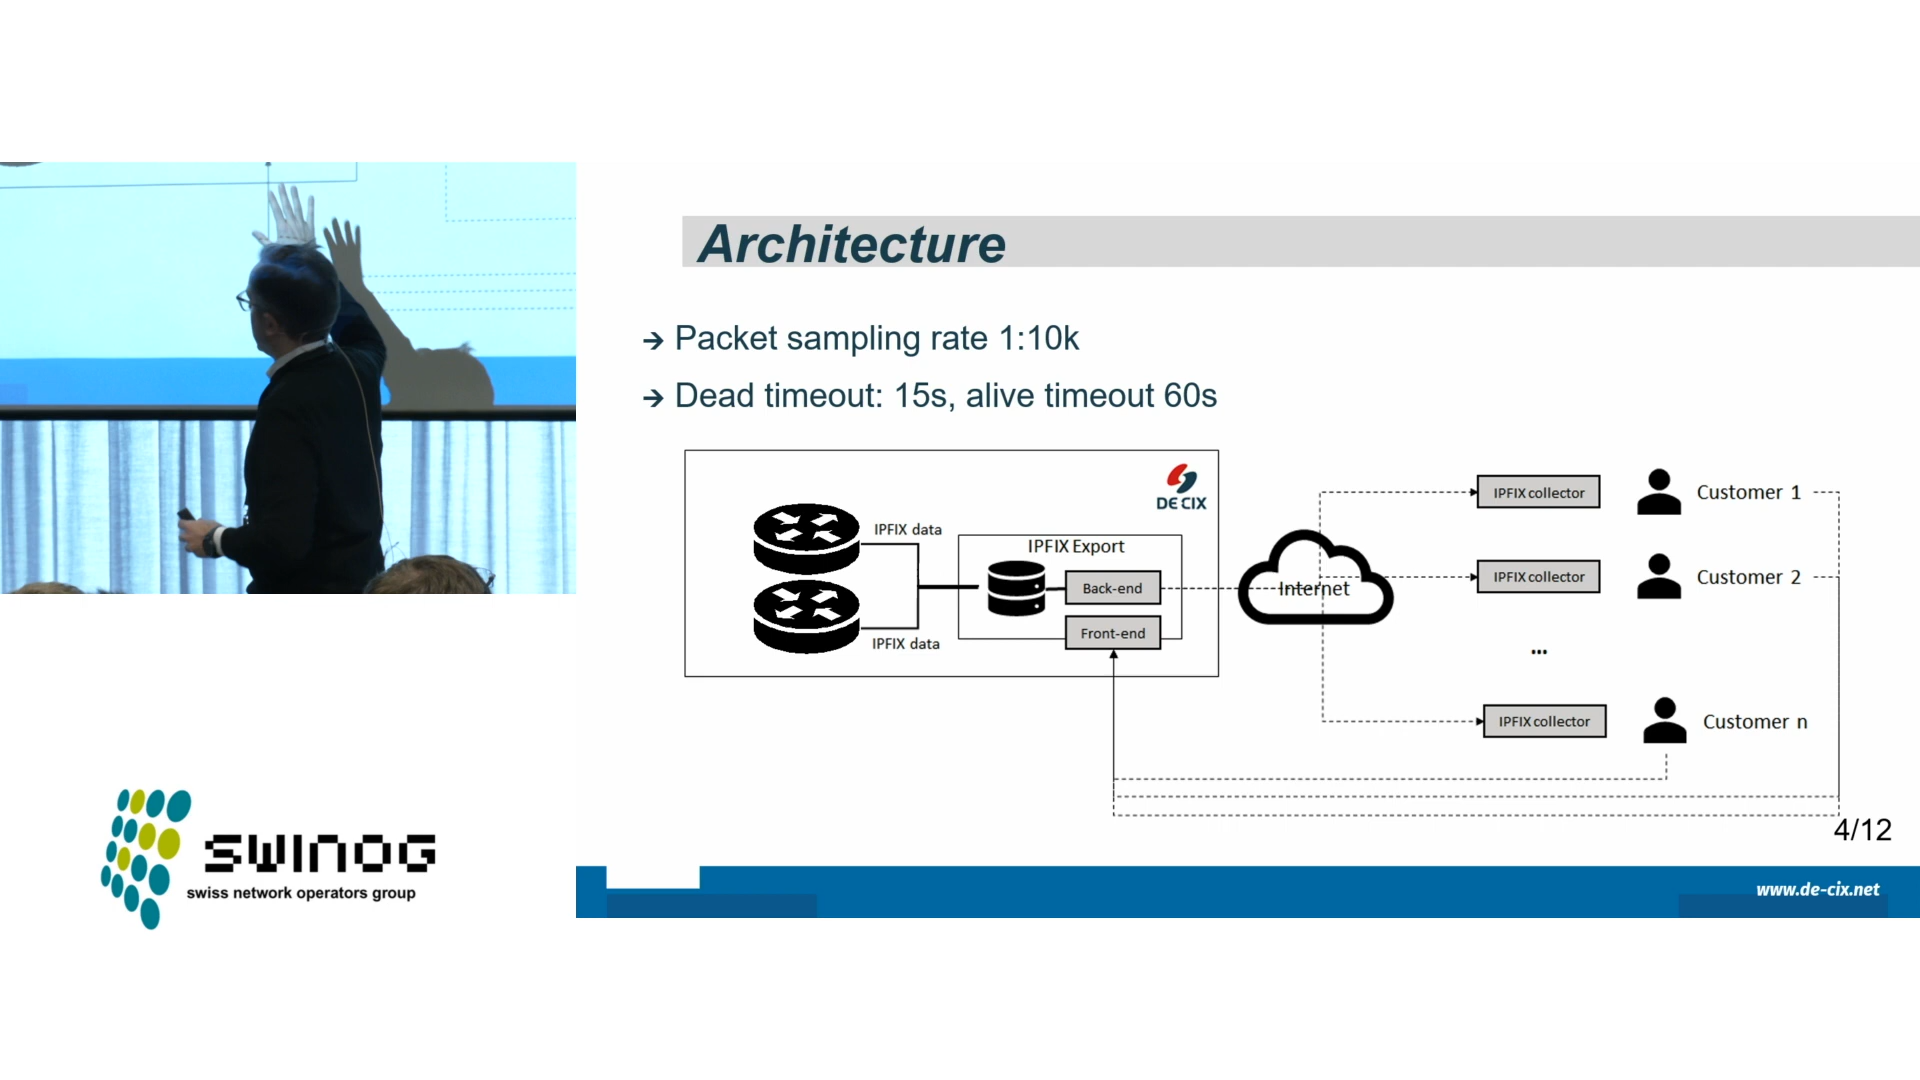 Architecture
→ Packet sampling rate 1:10k
→ Dead timeout: 15s, alive timeout 60s
DE CIX
IPFIX data
IPFIX data
IPFIX Export
Back-end
Front-end
Internet
IPFIX collector
Customer 1
IPFIX collector
Customer 2
...
IPFIX collector
Customer n
4/12
www.de-cix.net
swinog
swiss network operators group